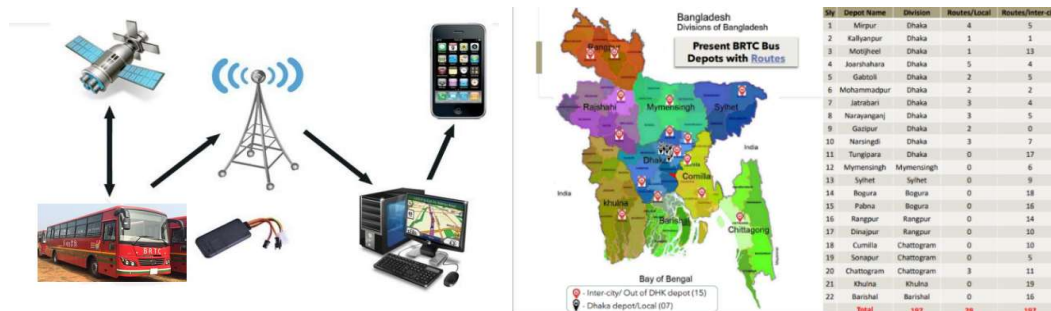 BRTC
Bangladesh
Divisions of Bangladesh
Present BRTC Bus
Depots with Routes
Rangpur
Rajshahi
Mymensingh
Sylhet
India
Dhaka
Comilla
India
khulna
Barishal
Chittagong
Bay of Bengal
- Inter-city/ Out of DHK depot (15)
- Dhaka depot/Local (07)
Sly Depot Name Division Routes/Local Routes/inter-ci
1 Mirpur Dhaka 4 5
2 Kallyanpur Dhaka 1 1
3 Motijheel Dhaka 1 13
4 Joarshahara Dhaka 5 4
5 Gabtoli Dhaka 2 5
6 Mohammadpur Dhaka 2 2
7 Jatrabari Dhaka 3 4
8 Narayanganj Dhaka 3 5
9 Gazipur Dhaka 2 0
10 Narsingdi Dhaka 3 7
11 Tungipara Dhaka 0 17
12 Mymensingh Mymensingh 0 6
13 Sylhet Sylhet 0 9
14 Bogura Bogura 0 18
15 Pabna Bogura 0 16
16 Rangpur Rangpur 0 14
17 Dinajpur Rangpur 0 10
18 Cumilla Chattogram 0 10
19 Sonapur Chattogram 0 5
20 Chattogram Chattogram 3 11
21 Khulna Khulna 0 19
22 Barishal Barishal 0 16
Total 197